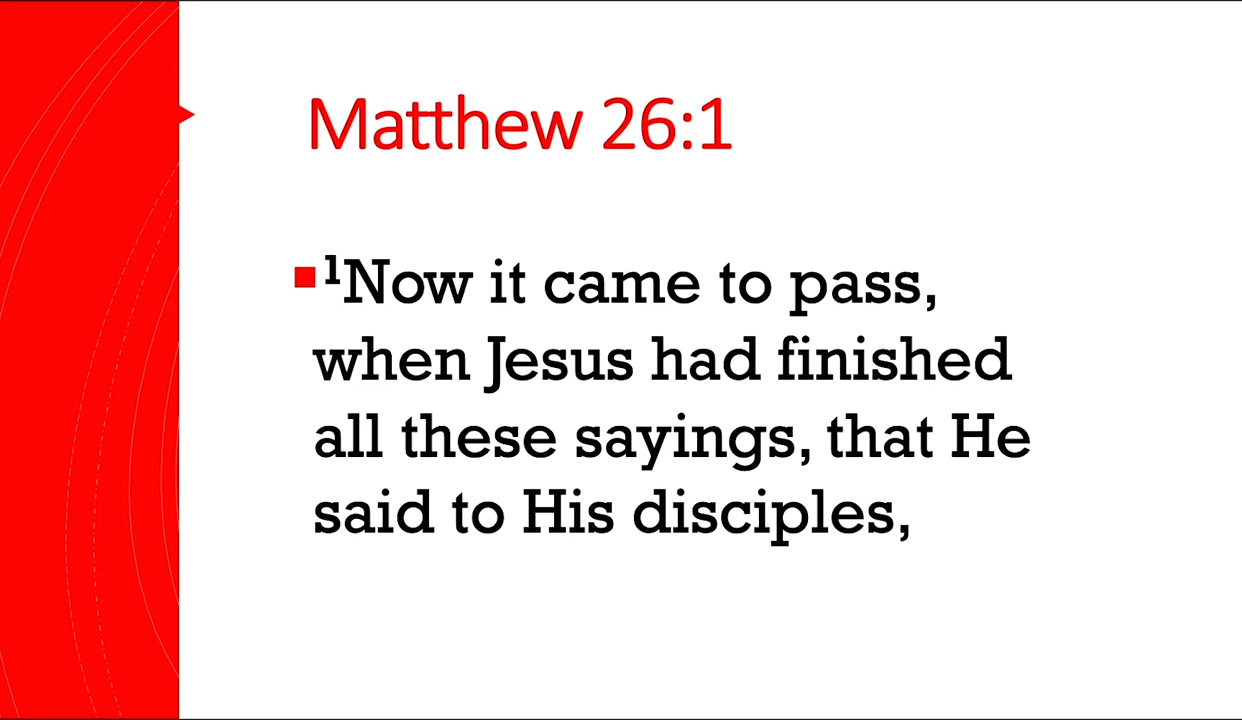 Matthew 26:1
¹Now it came to pass,
when Jesus had finished
all these sayings, that He
said to His disciples,